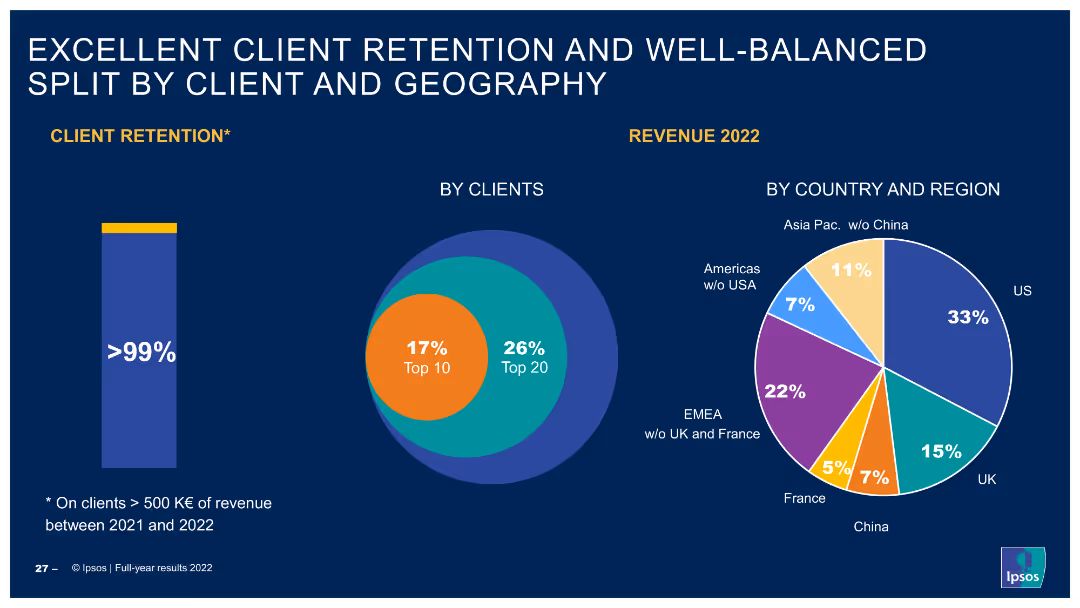 EXCELLENT CLIENT RETENTION AND WELL-BALANCED
SPLIT BY CLIENT AND GEOGRAPHY
CLIENT RETENTION*
REVENUE 2022
BY CLIENTS
BY COUNTRY AND REGION
>99%
17%
Top 10
26%
Top 20
Asia Pac. w/o China
11%
Americas
w/o USA
7%
US
33%
22%
EMEA
w/o UK and France
15%
UK
5%
France
7%
China
* On clients > 500 K€ of revenue
between 2021 and 2022
27 –
© Ipsos | Full-year results 2022
Ipsos